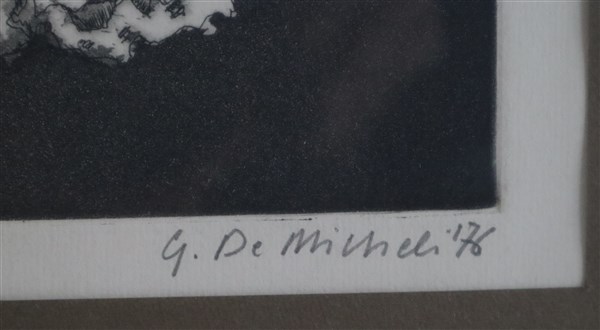 G. De Micheli '76